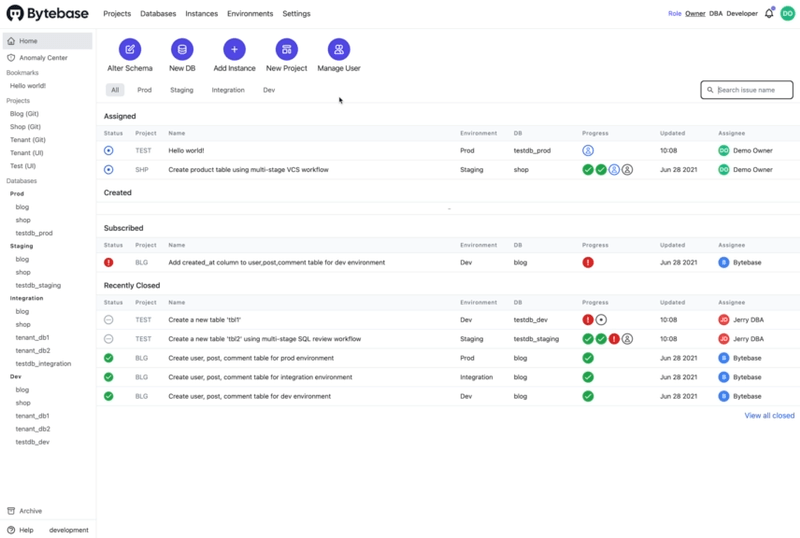 Bytebase Projects Databases Instances Environments Settings Role Owner DBA Developer DO
Home
Anomaly Center
Bookmarks
Hello world!
Projects
Blog (Git)
Shop (Git)
Tenant (Git)
Tenant (UI)
Test (UI)
Databases
Prod
blog
shop
testdb_prod
Staging
blog
shop
testdb_staging
Integration
blog
shop
tenant_db1
tenant_db2
testdb_integration
Dev
blog
shop
tenant_db1
tenant_db2
testdb_dev
Archive
Help development
Alter Schema New DB Add Instance New Project Manage User
All Prod Staging Integration Dev Search issue name
Assigned
Status Project Name Environment DB Progress Updated Assignee
TEST Hello world! Prod testdb_prod 10:08 DO Demo Owner
SHP Create product table using multi-stage VCS workflow Staging shop Jun 28 2021 DO Demo Owner
Created
-
Subscribed
Status Project Name Environment DB Progress Updated Assignee
BLG Add created_at column to user,post,comment table for dev environment Dev blog Jun 28 2021 B Bytebase
Recently Closed
Status Project Name Environment DB Progress Updated Assignee
TEST Create a new table 'tbl1' Dev testdb_dev 10:08 JD Jerry DBA
TEST Create a new table 'tbl2' using multi-stage SQL review workflow Staging testdb_staging 10:08 JD Jerry DBA
BLG Create user, post, comment table for prod environment Prod blog Jun 28 2021 B Bytebase
BLG Create user, post, comment table for integration environment Integration blog Jun 28 2021 B Bytebase
BLG Create user, post, comment table for dev environment Dev blog Jun 28 2021 B Bytebase
View all closed